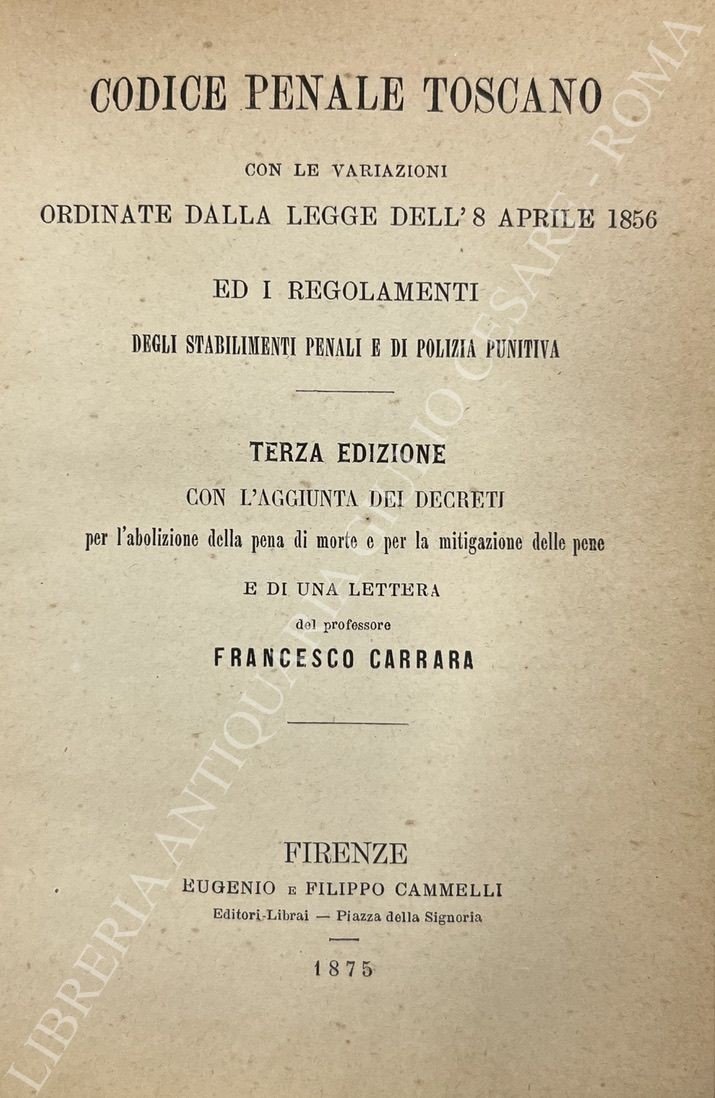 CODICE PENALE TOSCANO
CON LE VARIAZIONI
ORDINATE DALLA LEGGE DELL' 8 APRILE 1856
ED I REGOLAMENTI
DEGLI STABILIMENTI PENALI E DI POLIZIA PUNITIVA
TERZA EDIZIONE
CON L'AGGIUNTA DEI DECRETI
per l'abolizione della pena di morte e per la mitigazione delle pene
E DI UNA LETTERA
del professore
FRANCESCO CARRARA
FIRENZE
EUGENIO E FILIPPO CAMMELLI
Editori-Librai — Piazza della Signoria
1875
LIBRERIA ANTIQUARIA GIULIO CESARE - ROMA